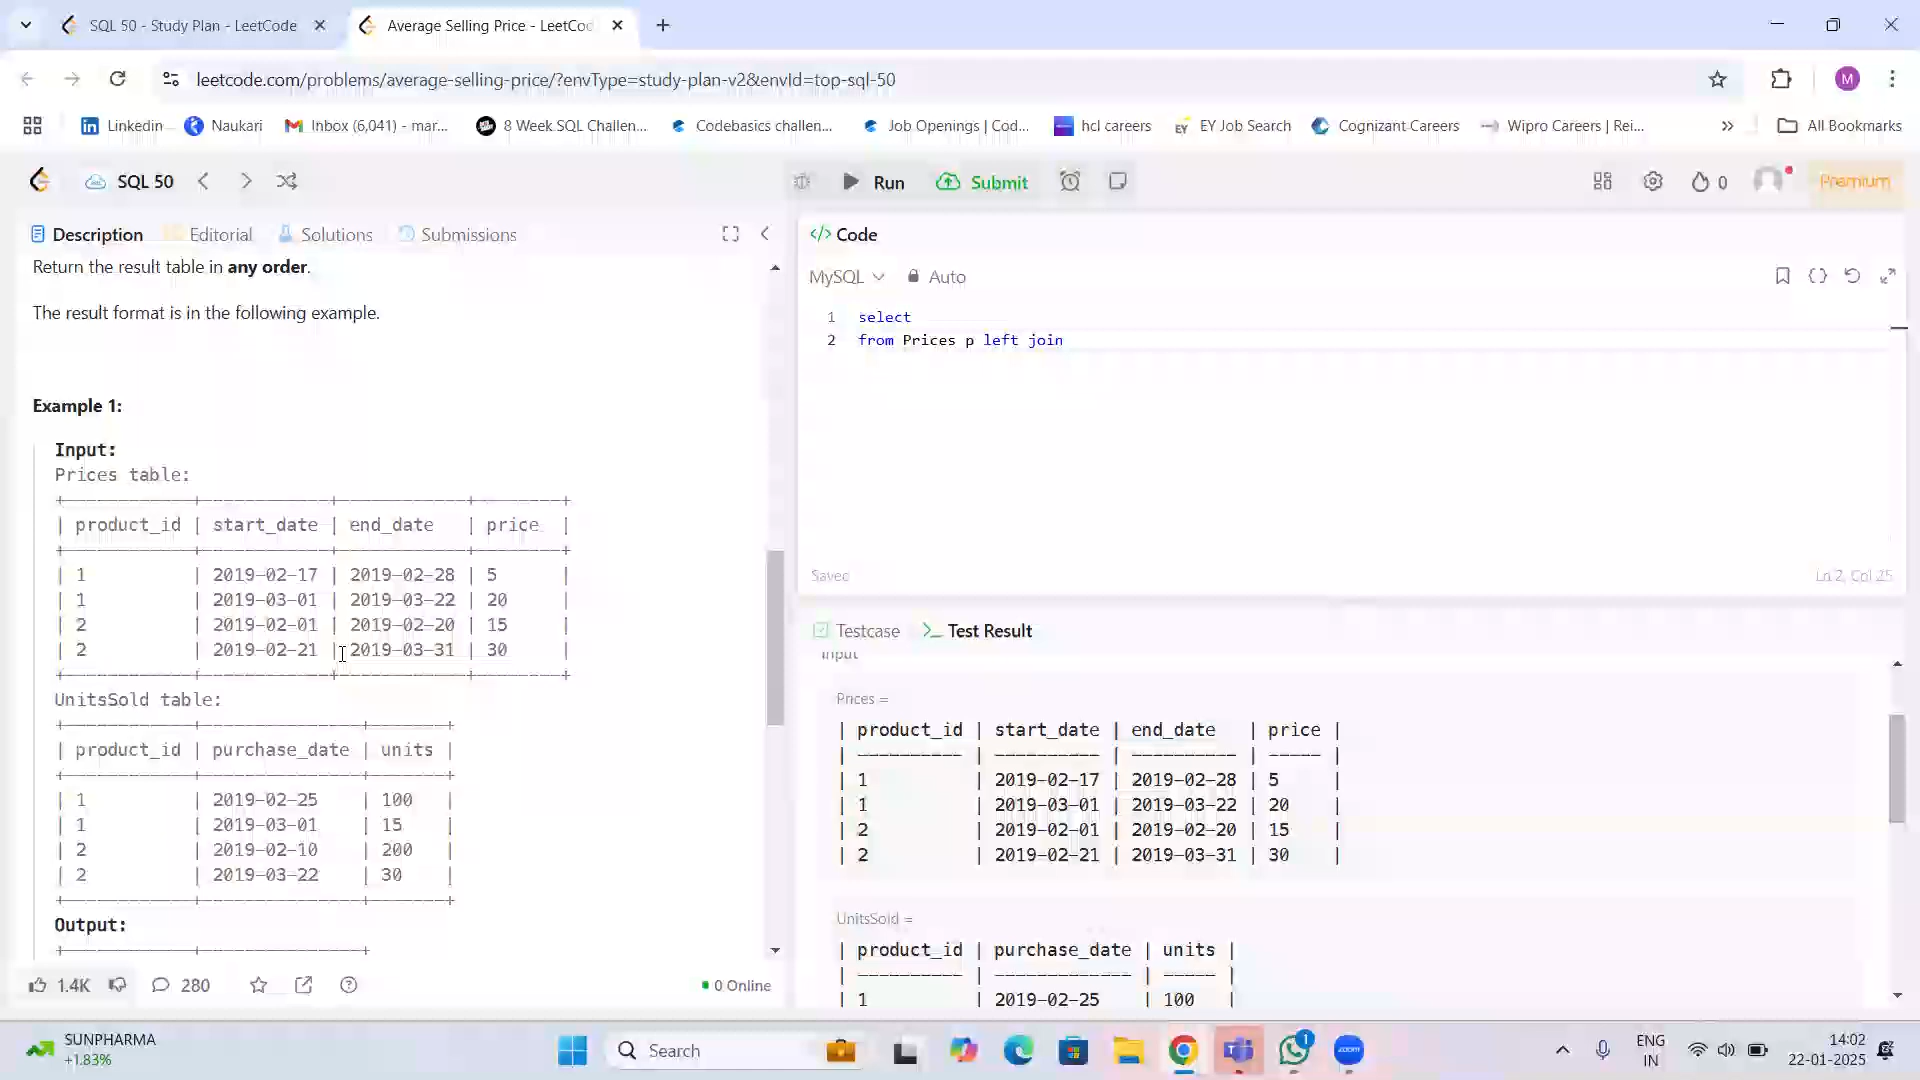 SQL 50 - Study Plan - LeetCode
Average Selling Price - LeetCo
leetcode.com/problems/average-selling-price/?envType=study-plan-v2&envId=top-sql-50
Linkedin
Naukari
Inbox (6,041) - mar...
8 Week SQL Challen...
Codebasics challen...
Job Openings | Cod...
hcl careers
EY Job Search
Cognizant Careers
Wipro Careers | Rei...
All Bookmarks
SQL 50
Run
Submit
0
Premium
Description
Editorial
Solutions
Submissions
Return the result table in any order.
The result format is in the following example.
Example 1:
Input:
Prices table:
+------------+------------+------------+--------+
| product_id | start_date | end_date | price |
+------------+------------+------------+--------+
| 1 | 2019-02-17 | 2019-02-28 | 5 |
| 1 | 2019-03-01 | 2019-03-22 | 20 |
| 2 | 2019-02-01 | 2019-02-20 | 15 |
| 2 | 2019-02-21 | 2019-03-31 | 30 |
+------------+------------+------------+--------+
UnitsSold table:
+------------+---------------+-------+
| product_id | purchase_date | units |
+------------+---------------+-------+
| 1 | 2019-02-25 | 100 |
| 1 | 2019-03-01 | 15 |
| 2 | 2019-02-10 | 200 |
| 2 | 2019-03-22 | 30 |
+------------+---------------+-------+
Output:
+------------+---------------+
1.4K
280
0 Online
Code
MySQL
Auto
1 select
2 from Prices p left join
Saved
Ln 2, Col 25
Testcase
Test Result
Input
Prices =
| product_id | start_date | end_date | price |
| ---------- | ---------- | ---------- | ----- |
| 1 | 2019-02-17 | 2019-02-28 | 5 |
| 1 | 2019-03-01 | 2019-03-22 | 20 |
| 2 | 2019-02-01 | 2019-02-20 | 15 |
| 2 | 2019-02-21 | 2019-03-31 | 30 |
UnitsSold =
| product_id | purchase_date | units |
| ---------- | ------------- | ----- |
| 1 | 2019-02-25 | 100 |
SUNPHARMA
+1.83%
Search
1
zoom
ENG
IN
14:02
22-01-2025